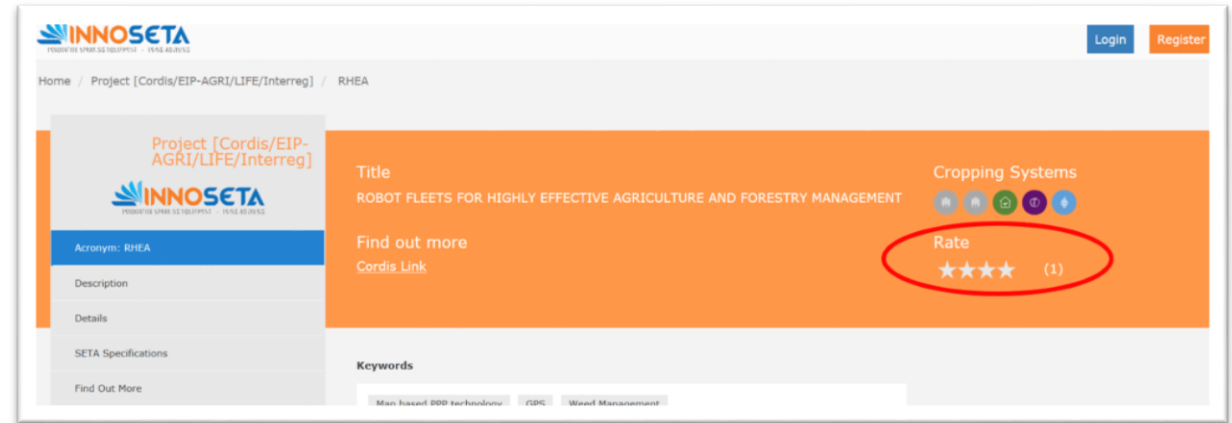 INNOSETA
Login
Register
Home / Project [Cordis/EIP-AGRI/LIFE/Interreg] / RHEA
Project [Cordis/EIP-
AGRI/LIFE/Interreg]
INNOSETA
Acronym: RHEA
Description
Details
SETA Specifications
Find Out More
Title
ROBOT FLEETS FOR HIGHLY EFFECTIVE AGRICULTURE AND FORESTRY MANAGEMENT
Find out more
Cordis Link
Cropping Systems
Rate
(1)
Keywords
Map based PPP technology
GPS
Weed Management